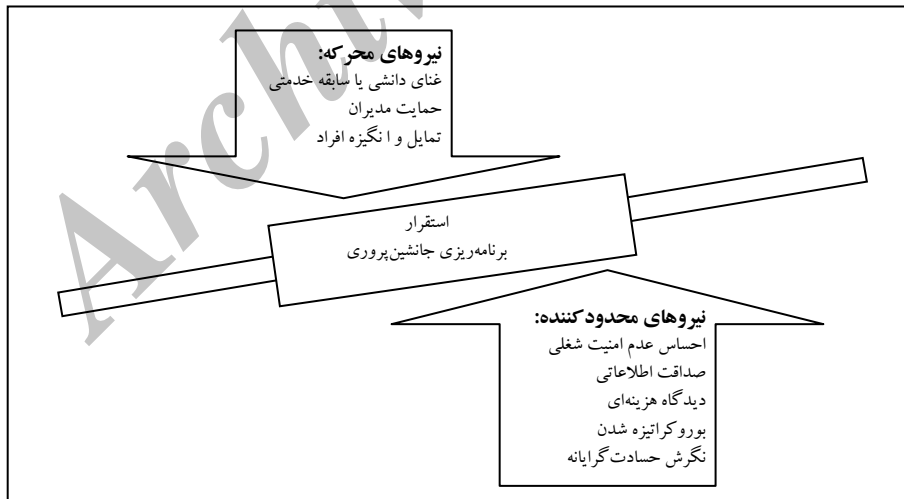 نیروهای محرکه:
غنای دانشی یا سابقه خدمتی
حمایت مدیران
تمایل و ا نگیزه افراد
استقرار
برنامه‌ریزی جانشین‌پروری
نیروهای محدودکننده:
احساس عدم امنیت شغلی
صداقت اطلاعاتی
دیدگاه هزینه‌ای
بوروکراتیزه شدن
نگرش حسادت‌گرایانه
Archiv